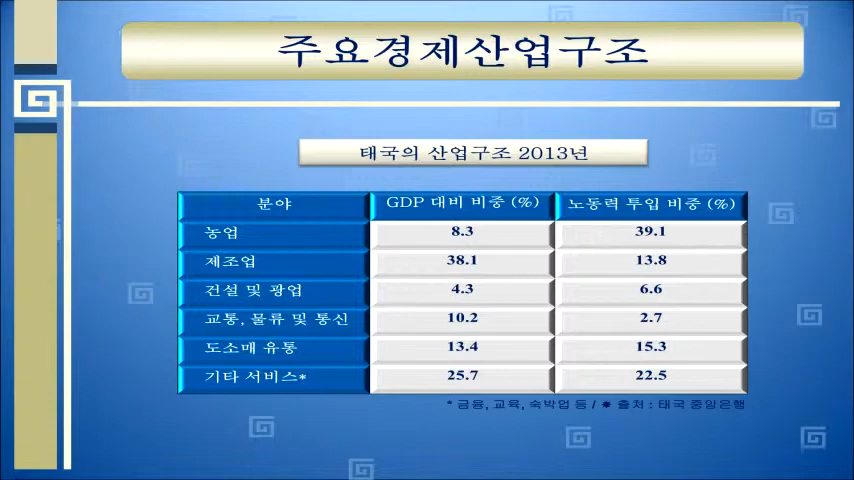 주요경제산업구조
태국의 산업구조 2013년
분야 GDP 대비 비중 (%) 노동력 투입 비중 (%)
농업 8.3 39.1
제조업 38.1 13.8
건설 및 광업 4.3 6.6
교통, 물류 및 통신 10.2 2.7
도소매 유통 13.4 15.3
기타 서비스* 25.7 22.5
* 금융, 교육, 숙박업 등 / ※ 출처 : 태국 중앙은행